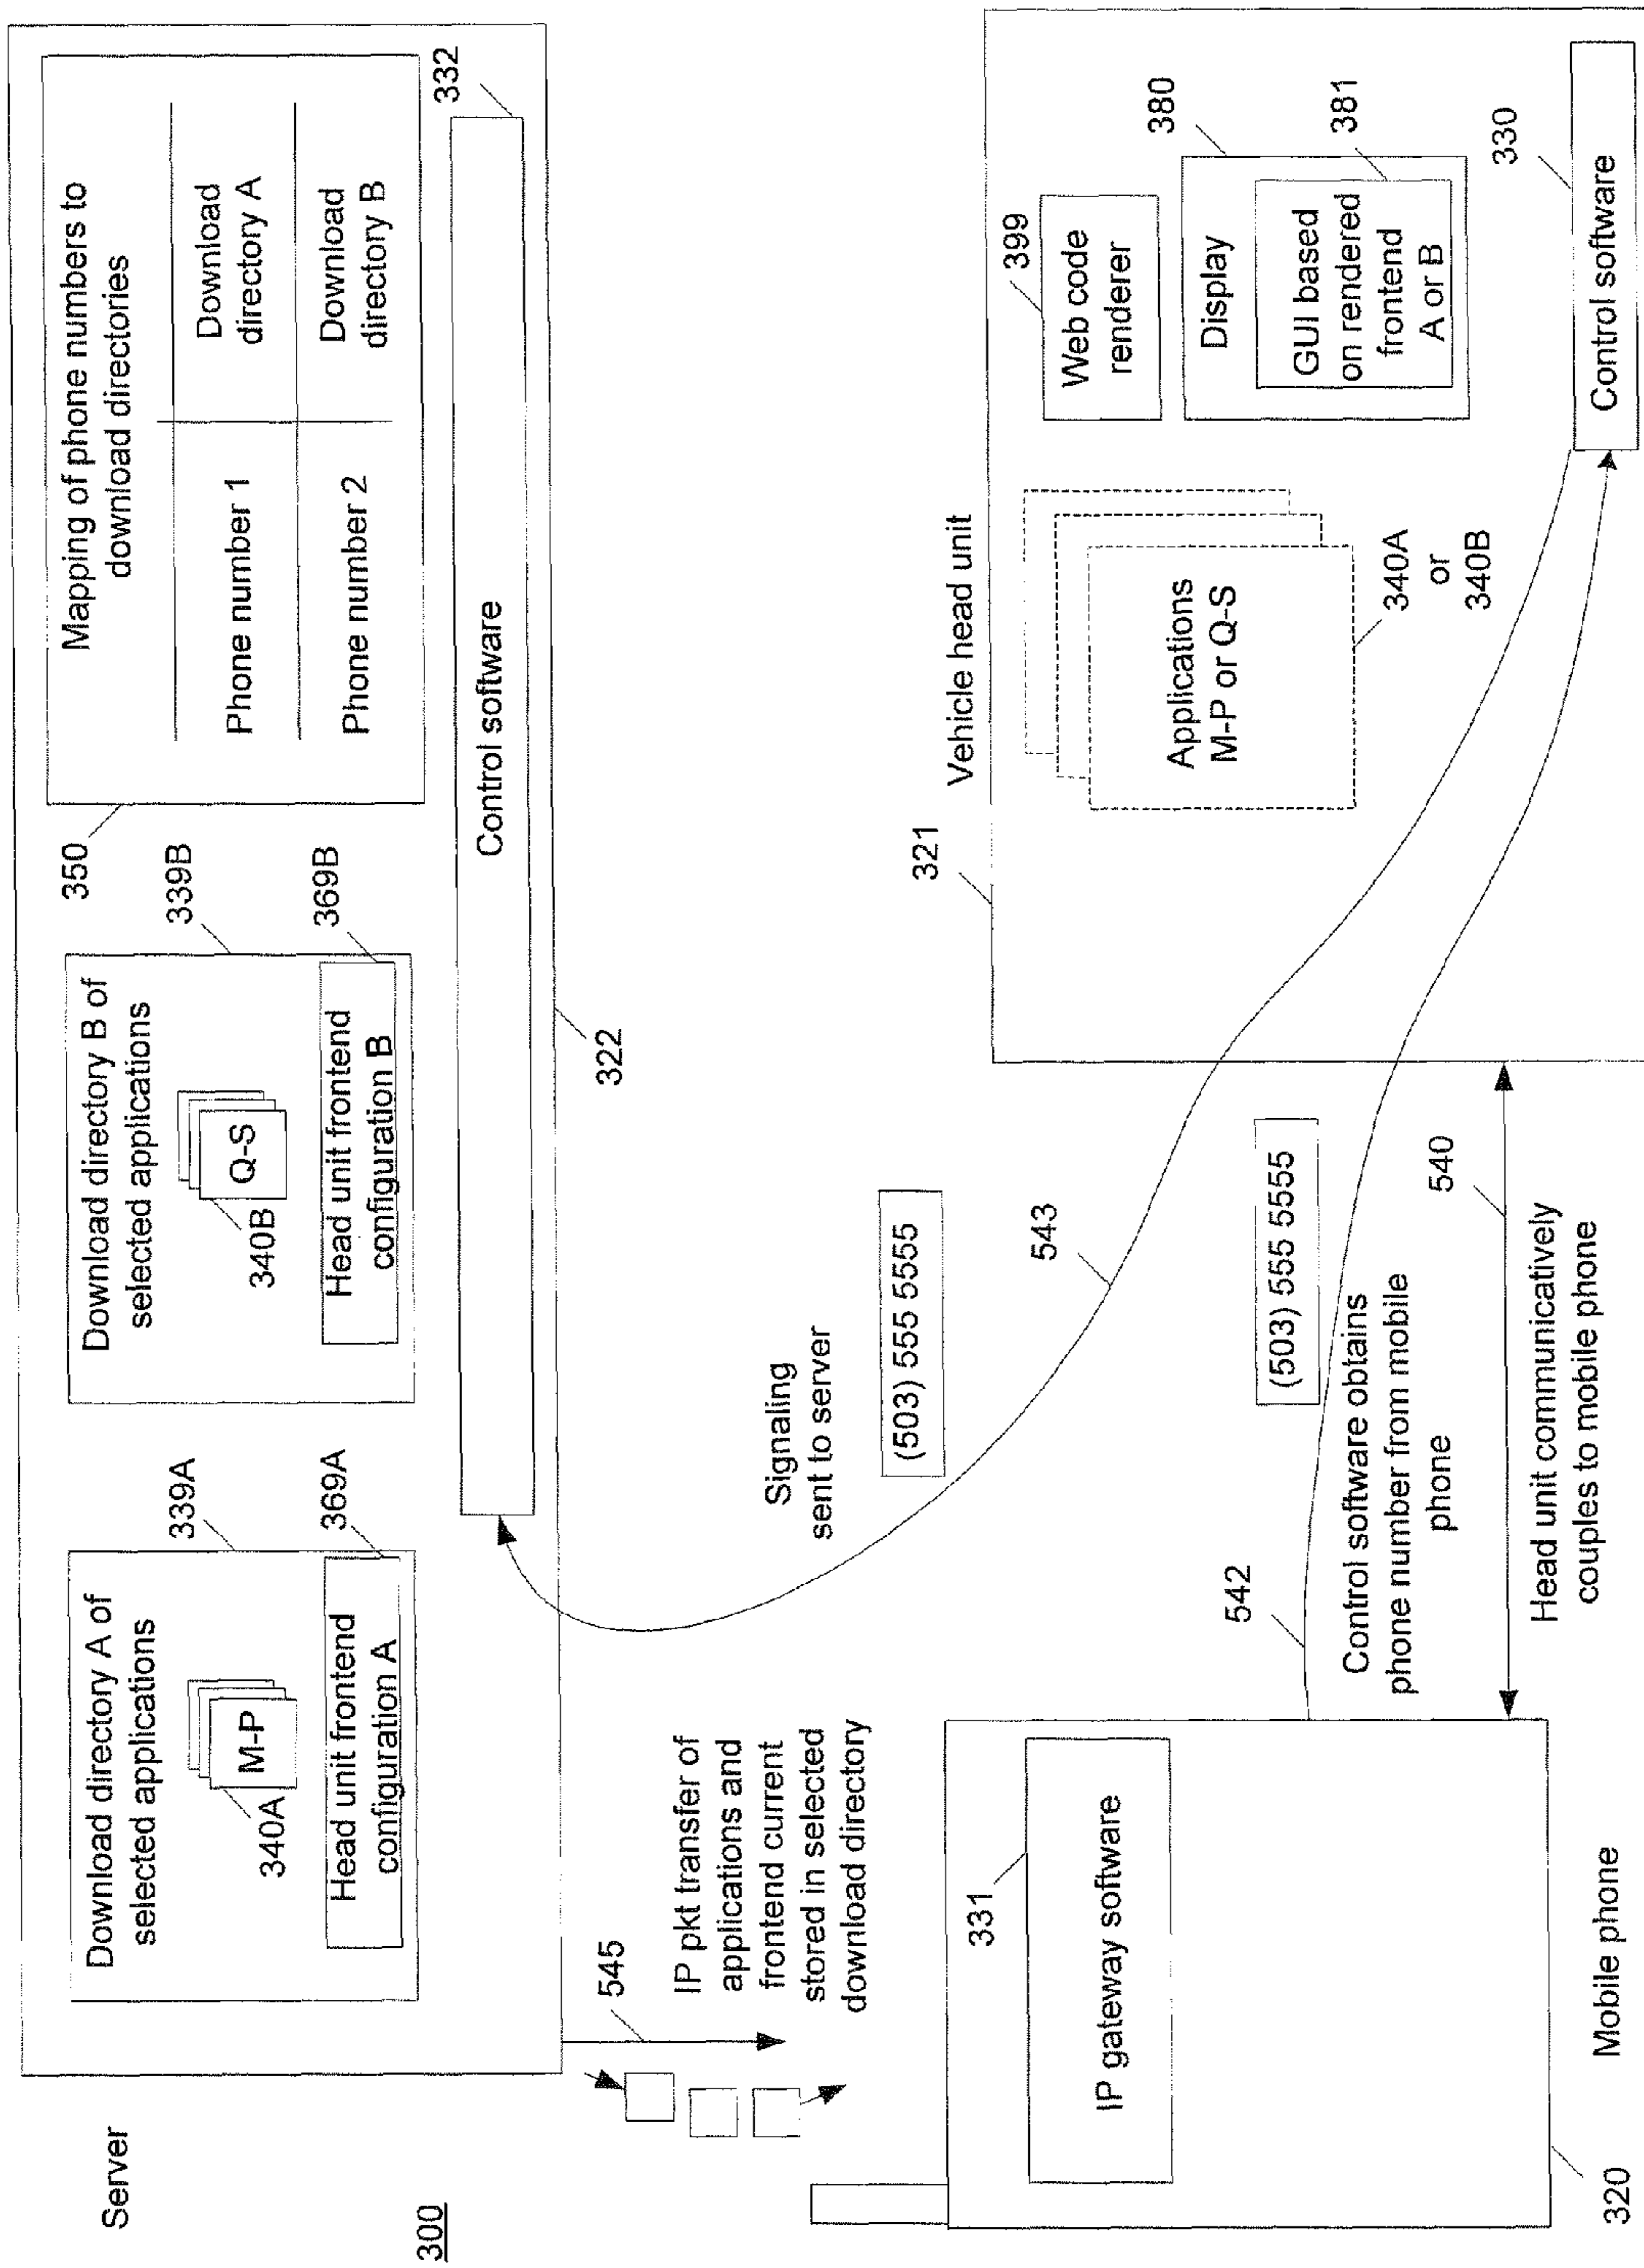 Server
300
Download directory A of
selected applications
M-P
340A
Head unit frontend
configuration A
339A
369A
Download directory B of
selected applications
Q-S
340B
Head unit frontend
configuration B
339B
369B
350
Mapping of phone numbers to
download directories
Phone number 1
Download
directory A
Phone number 2
Download
directory B
Control software
332
322
545
IP pkt transfer of
applications and
frontend current
stored in selected
download directory
Signaling
sent to server
(503) 555 5555
543
331
IP gateway software
320
Mobile phone
542
Control software obtains
phone number from mobile
phone
(503) 555 5555
540
Head unit communicatively
couples to mobile phone
321
Vehicle head unit
Applications
M-P or Q-S
340A
or
340B
399
Web code
renderer
380
Display
381
GUI based
on rendered
frontend
A or B
330
Control software